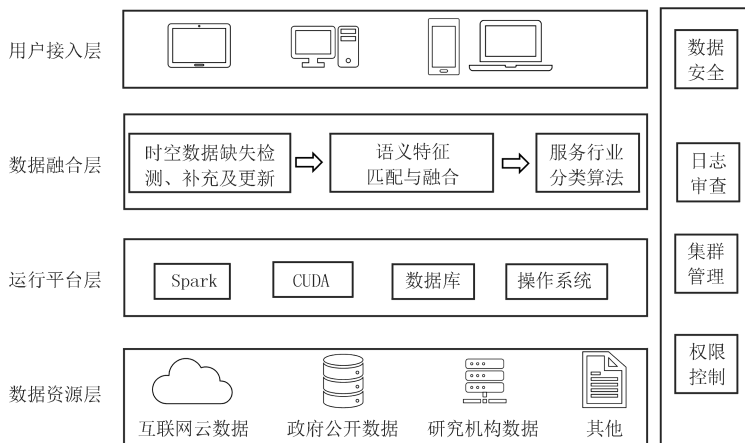 用户接入层
数据融合层
时空数据缺失检
测、补充及更新
语义特征
匹配与融合
服务行业
分类算法
运行平台层
Spark
CUDA
数据库
操作系统
数据资源层
互联网云数据
政府公开数据
研究机构数据
其他
数据
安全
日志
审查
集群
管理
权限
控制